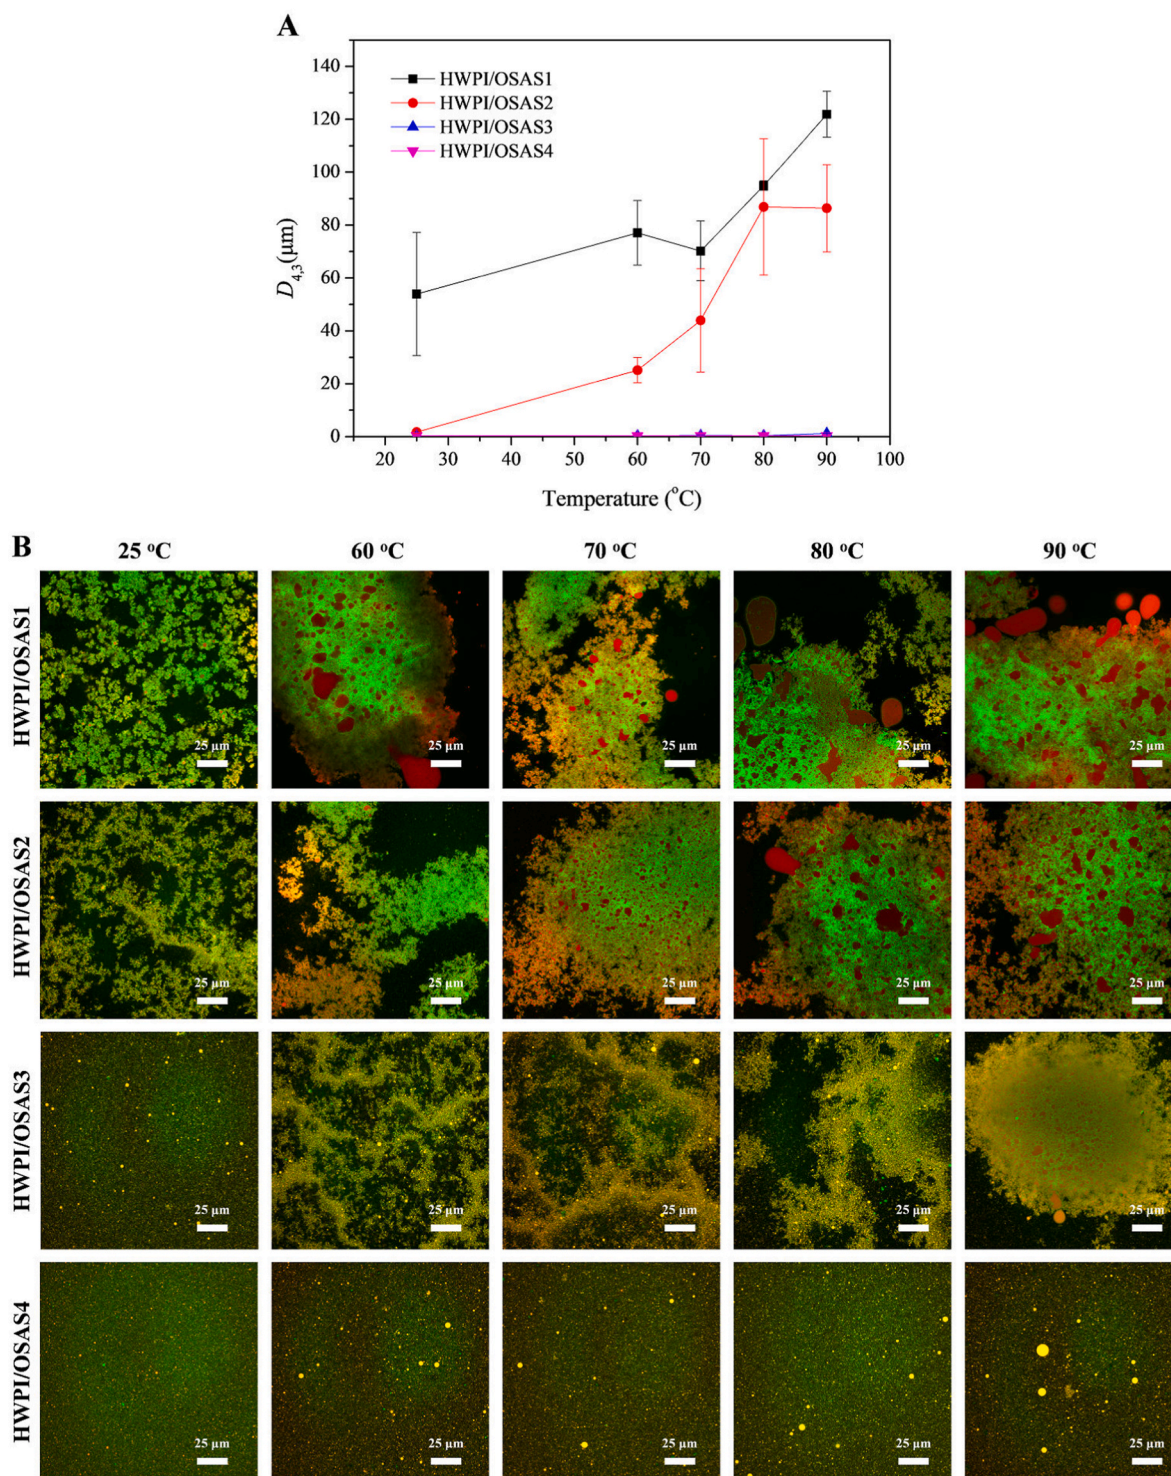 A
140
120
100
80
60
40
20
0
D4,3(µm)
HWPI/OSAS1
HWPI/OSAS2
HWPI/OSAS3
HWPI/OSAS4
20 30 40 50 60 70 80 90 100
Temperature (°C)
B
25 °C 60 °C 70 °C 80 °C 90 °C
HWPI/OSAS1
25 µm 25 µm 25 µm 25 µm 25 µm
HWPI/OSAS2
25 µm 25 µm 25 µm 25 µm 25 µm
HWPI/OSAS3
25 µm 25 µm 25 µm 25 µm 25 µm
HWPI/OSAS4
25 µm 25 µm 25 µm 25 µm 25 µm